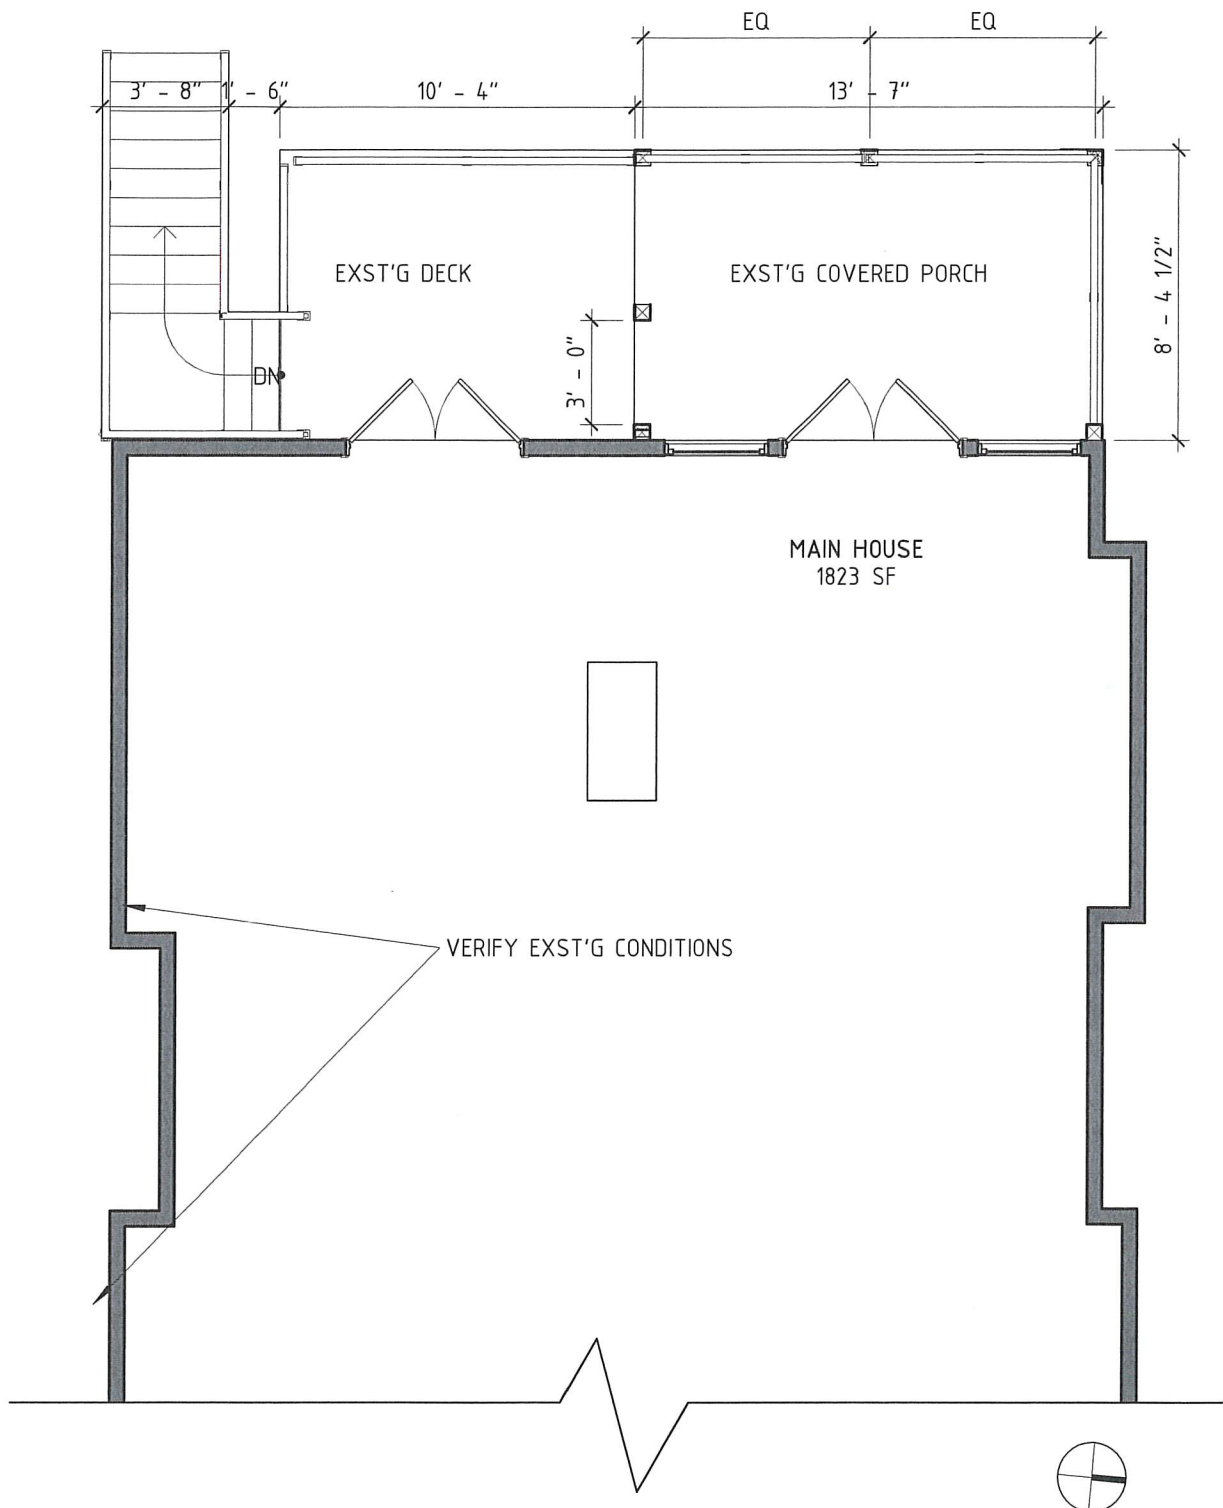 EQ EQ
3' - 8" 1' - 6" 10' - 4" 13' - 7"
EXST'G DECK EXST'G COVERED PORCH
8' - 4 1/2"
3' - 0"
DN
MAIN HOUSE
1823 SF
VERIFY EXST'G CONDITIONS